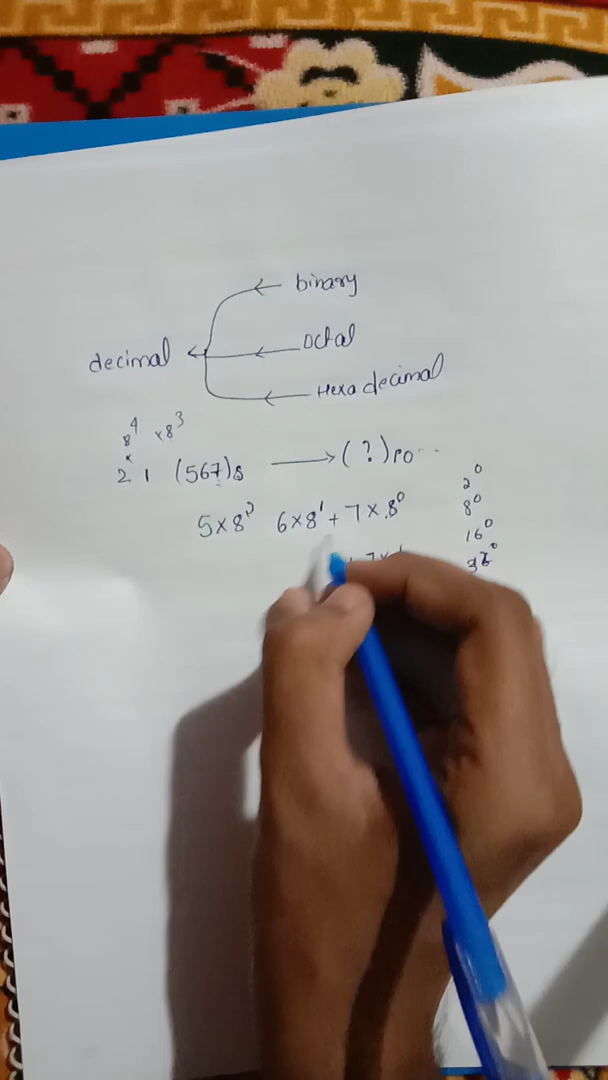 binary
decimal
Octal
Hexa decimal
8⁴ ×8³
2 1 (567)8 → (?)10
5×8² 6×8¹+7×8⁰
2⁰
8⁰
16⁰